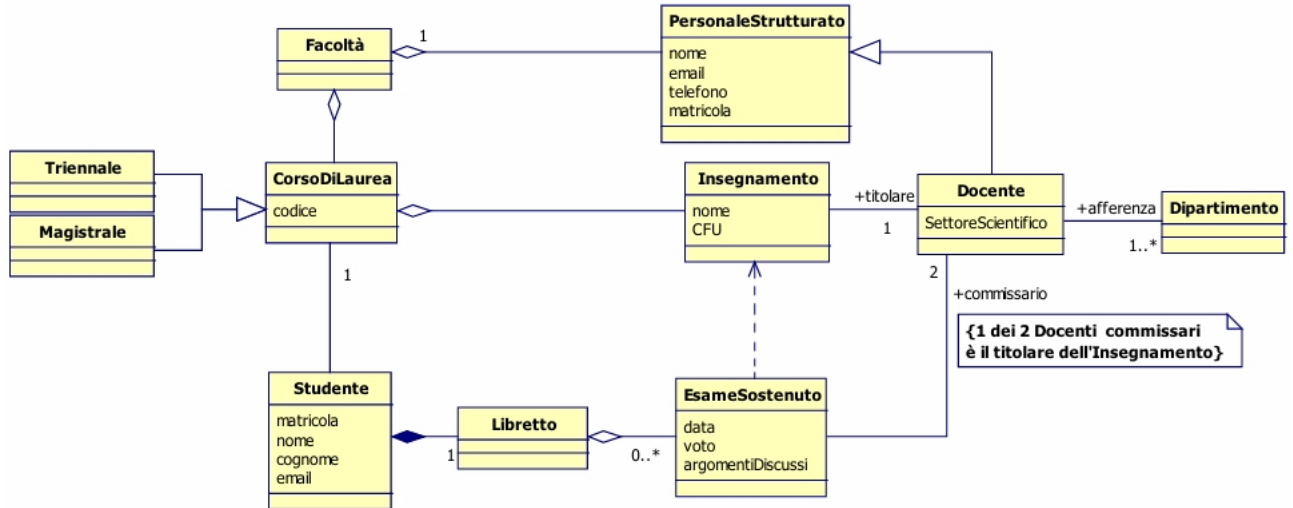 PersonaleStrutturato
nome
email
telefono
matricola
Facoltà
1
Triennale
Magistrale
CorsoDiLaurea
codice
Insegnamento
nome
CFU
+titolare
1
Docente
SettoreScientifico
+afferenza
1..*
Dipartimento
1
2
+commissario
{1 dei 2 Docenti commissari
è il titolare dell'Insegnamento}
Studente
matricola
nome
cognome
email
1
Libretto
0..*
EsameSostenuto
data
voto
argomentiDiscussi